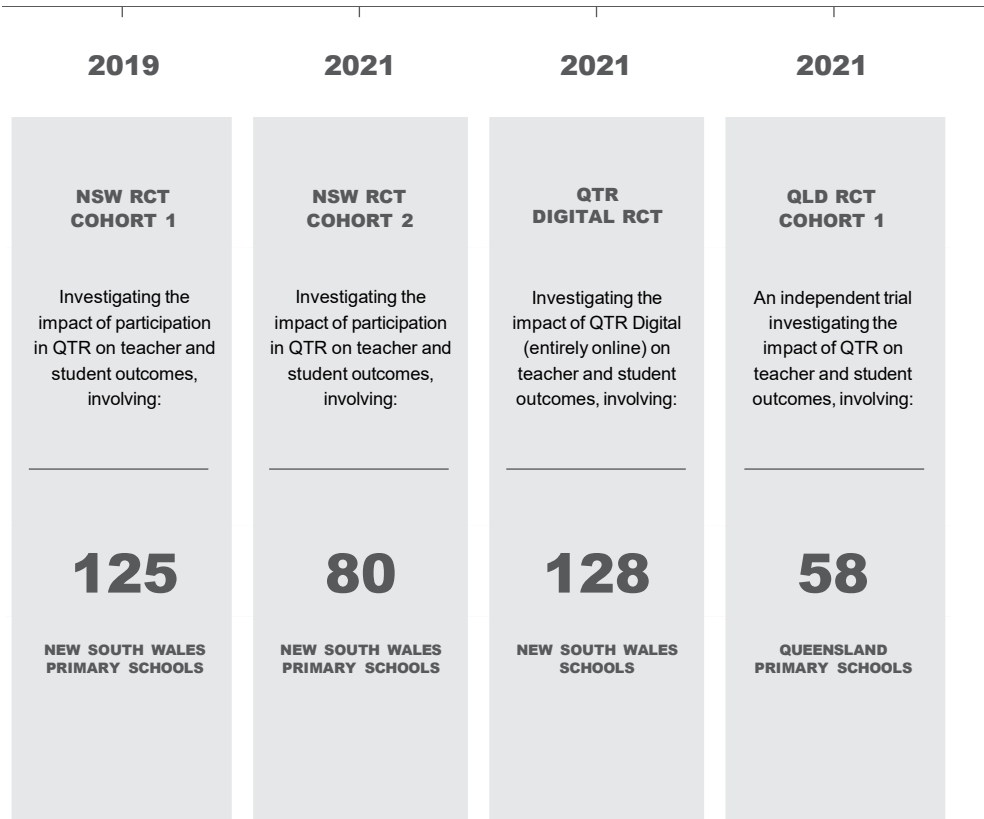 2019
NSW RCT
COHORT 1
Investigating the
impact of participation
in QTR on teacher and
student outcomes,
involving:
125
NEW SOUTH WALES
PRIMARY SCHOOLS
2021
NSW RCT
COHORT 2
Investigating the
impact of participation
in QTR on teacher and
student outcomes,
involving:
80
NEW SOUTH WALES
PRIMARY SCHOOLS
2021
QTR
DIGITAL RCT
Investigating the
impact of QTR Digital
(entirely online) on
teacher and student
outcomes, involving:
128
NEW SOUTH WALES
SCHOOLS
2021
QLD RCT
COHORT 1
An independent trial
investigating the
impact of QTR on
teacher and student
outcomes, involving:
58
QUEENSLAND
PRIMARY SCHOOLS